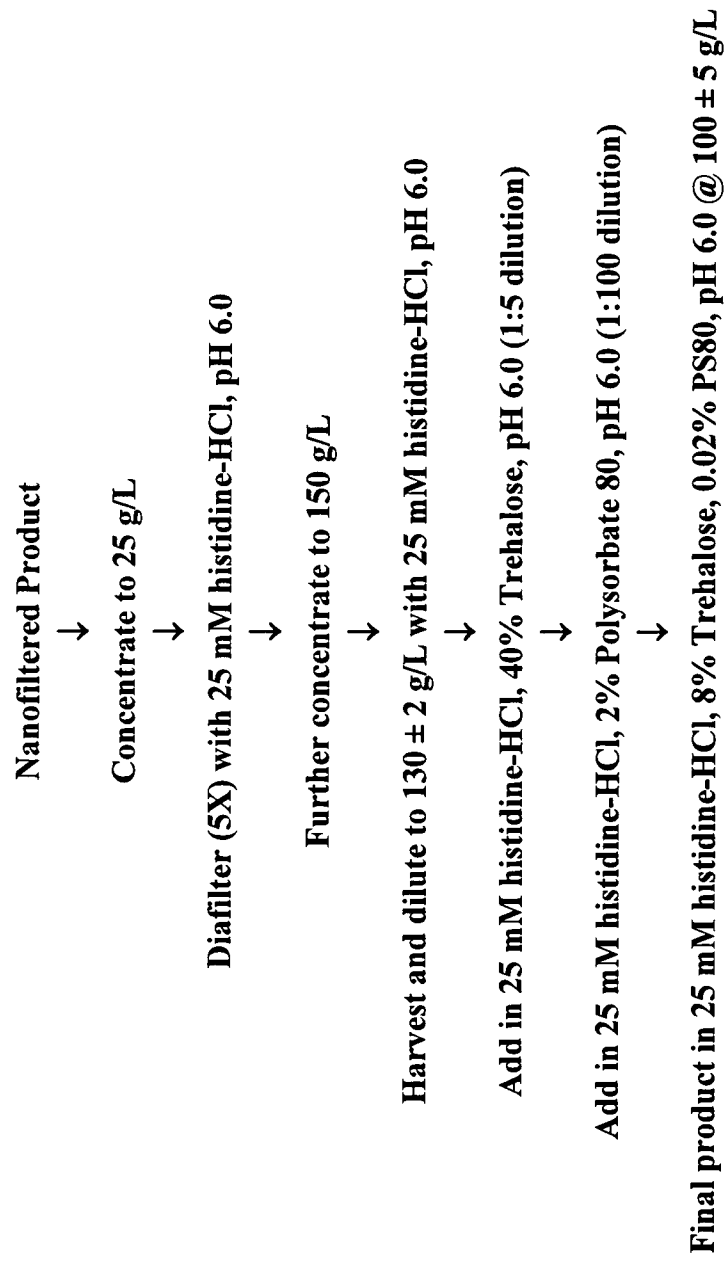 Nanofiltered Product
↓
Concentrate to 25 g/L
↓
Diafilter (5X) with 25 mM histidine-HCl, pH 6.0
↓
Further concentrate to 150 g/L
↓
Harvest and dilute to 130 ± 2 g/L with 25 mM histidine-HCl, pH 6.0
↓
Add in 25 mM histidine-HCl, 40% Trehalose, pH 6.0 (1:5 dilution)
↓
Add in 25 mM histidine-HCl, 2% Polysorbate 80, pH 6.0 (1:100 dilution)
↓
Final product in 25 mM histidine-HCl, 8% Trehalose, 0.02% PS80, pH 6.0 @ 100 ± 5 g/L